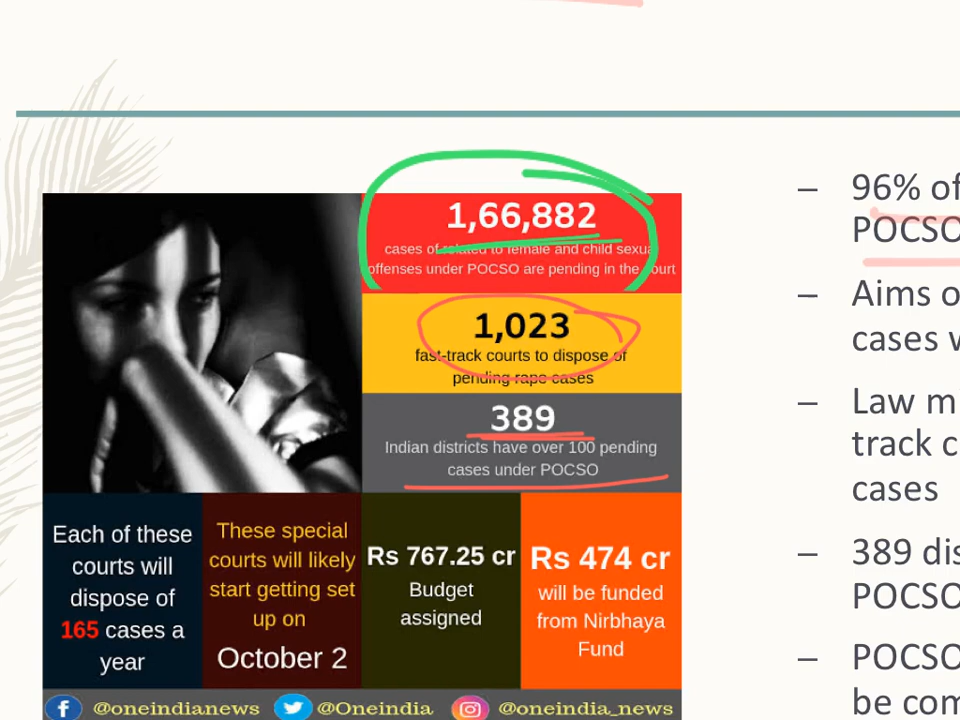 1,66,882
cases of related to female and child sexual
offenses under POCSO are pending in the court
1,023
fast-track courts to dispose of
pending rape cases
389
Indian districts have over 100 pending
cases under POCSO
Each of these
courts will
dispose of
165 cases a
year
These special
courts will likely
start getting set
up on
October 2
Rs 767.25 cr
Budget
assigned
Rs 474 cr
will be funded
from Nirbhaya
Fund
@oneindianews @Oneindia @oneindia_news
– 96% of
POCSO
– Aims o
cases w
– Law m
track c
cases
– 389 dis
POCSO
– POCSO
be com